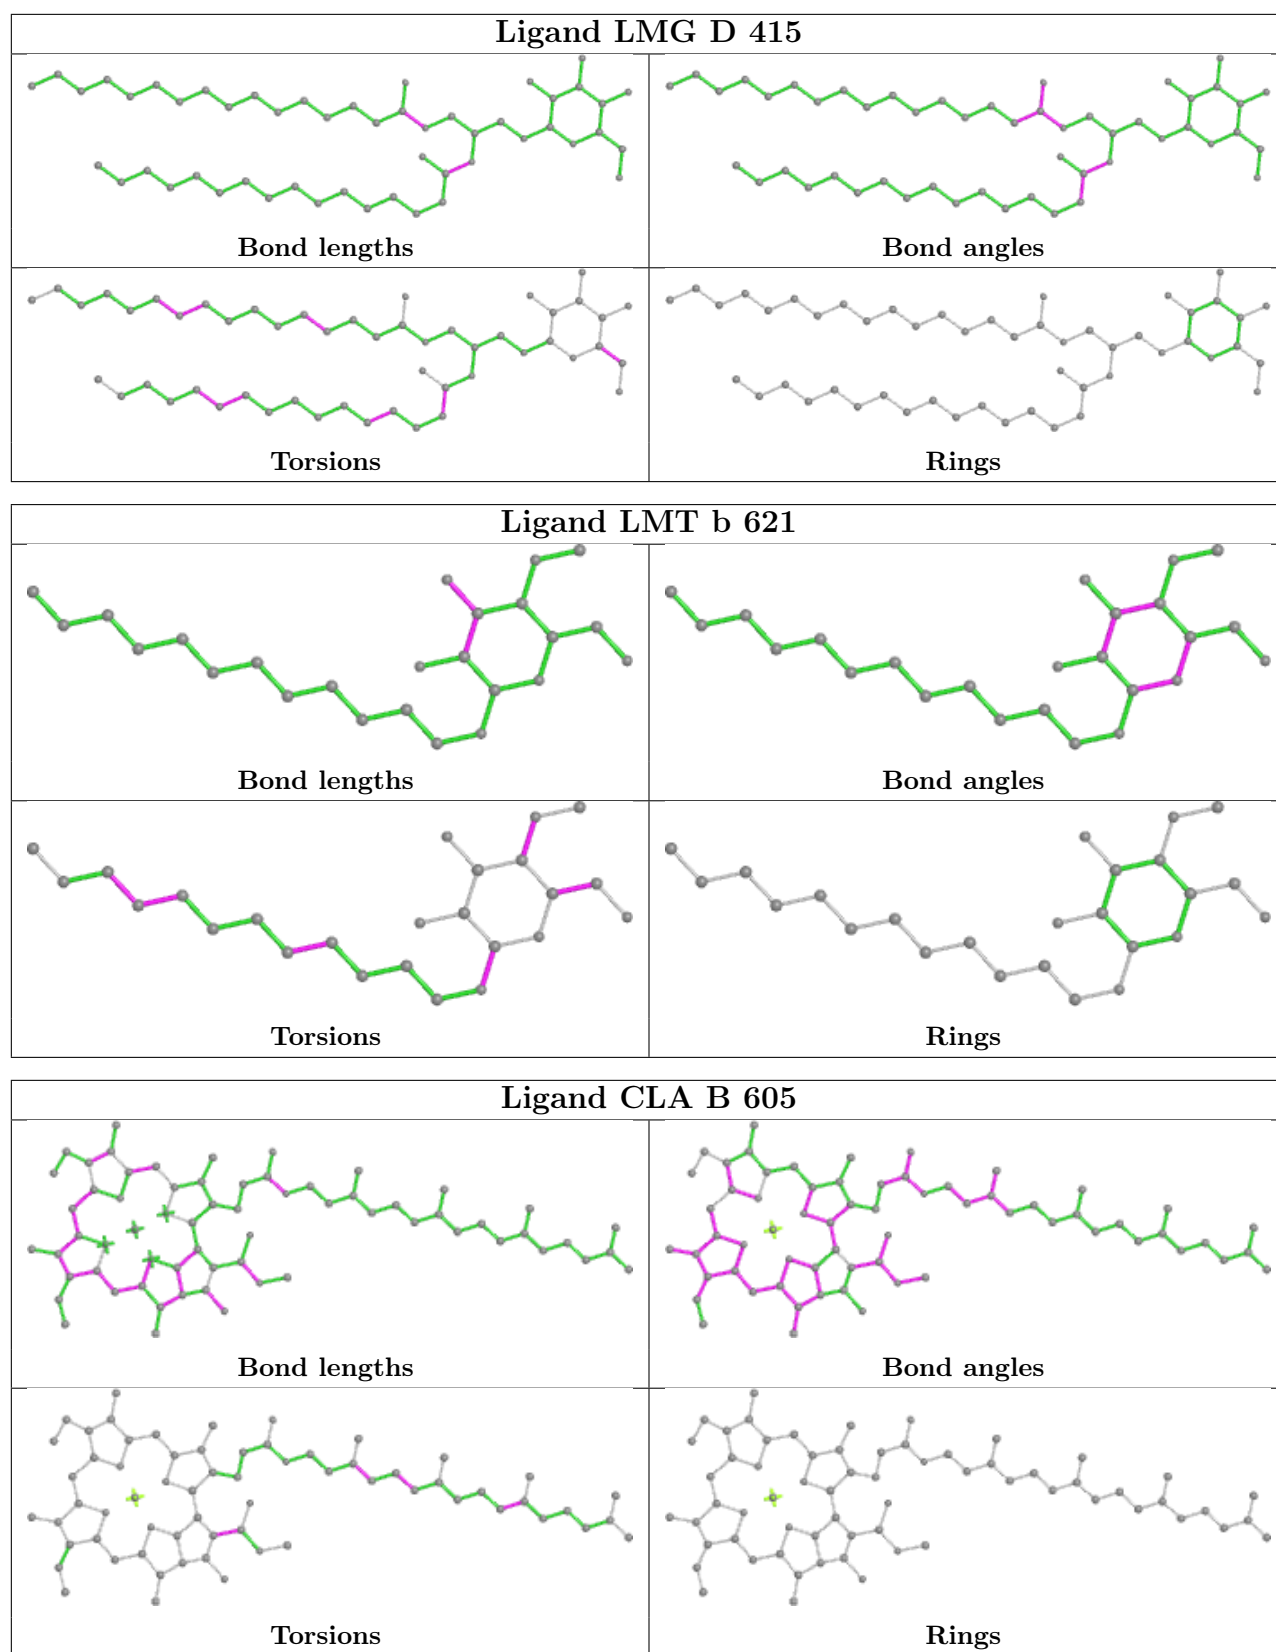 Ligand LMG D 415
Bond lengths
Bond angles
Torsions
Rings
Ligand LMT b 621
Bond lengths
Bond angles
Torsions
Rings
Ligand CLA B 605
Bond lengths
Bond angles
Torsions
Rings